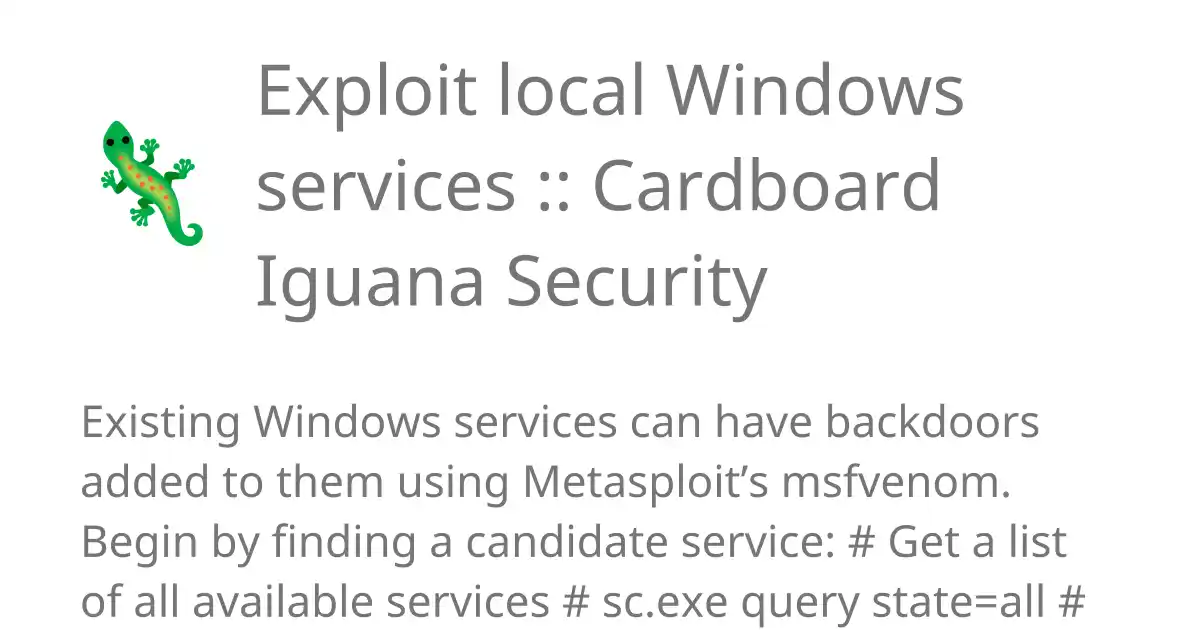 Exploit local Windows
services :: Cardboard
Iguana Security
Existing Windows services can have backdoors
added to them using Metasploit’s msfvenom.
Begin by finding a candidate service: # Get a list
of all available services # sc.exe query state=all #